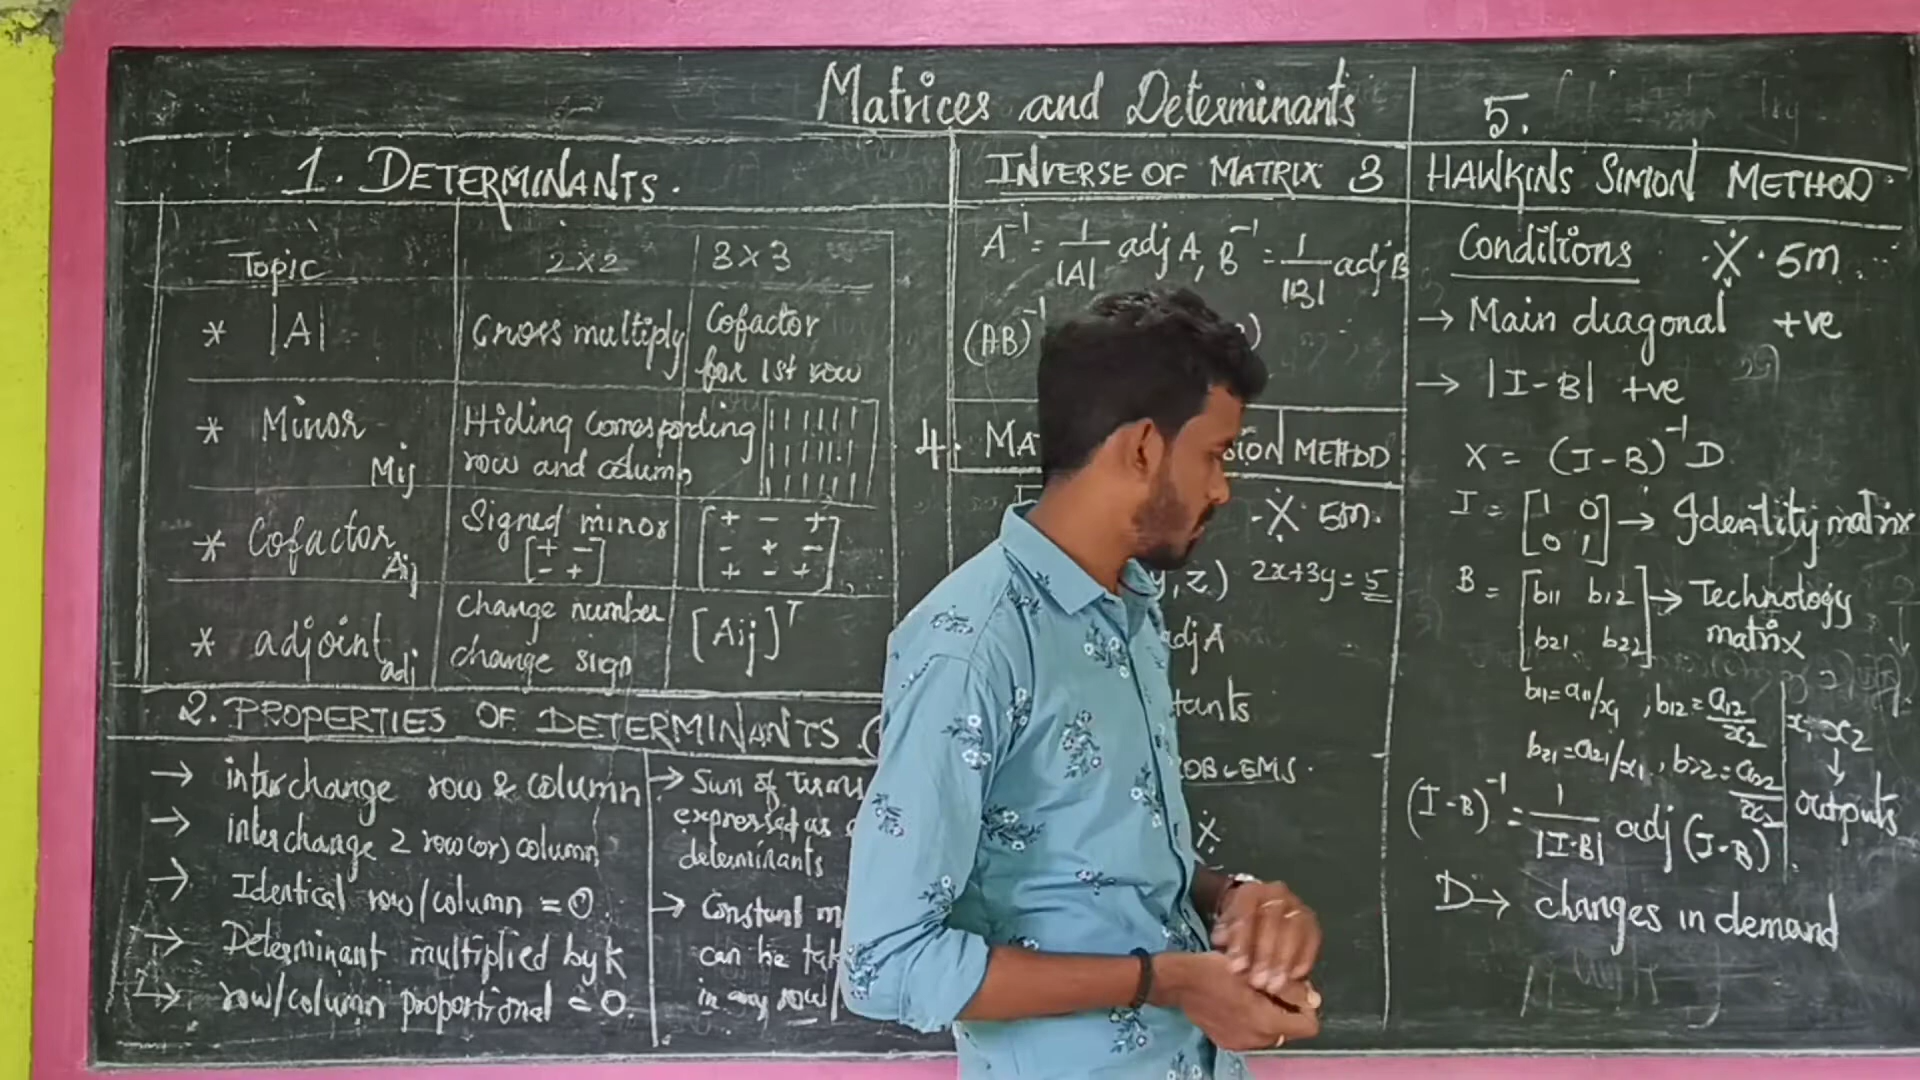 Matrices and Determinants
1. DETERMINANTS.
Topic
2x2
3x3
* |A|
Cross multiply
Cofactor
for 1st row
* Minor
Mij
Hiding corresponding
row and column
* Cofactor
Aij
Signed minor
[+ -
- +]
[+ - +
- + -
+ - +]
* adjoint
adj
change number
change sign
[Aij]ᵀ
2. PROPERTIES OF DETERMINANTS.
→ interchange row & column
→ interchange 2 row(or) column
→ Identical row/column = 0.
→ Determinant multiplied by k
→ row/column proportional = 0.
→ Sum of terms
expressed as
determinants
→ Constant m
can be
in any row/
INVERSE OF MATRIX 3
A⁻¹ = 1/|A| adj A, B⁻¹ = 1/|B| adj B
(AB)⁻¹
4. MA
SION METHOD
X 5m.
y, z) 2x+3y = 5
adj A
tants
OBLEMS.
X
5.
HAWKINS SIMON METHOD
Conditions X 5m
→ Main diagonal +ve
→ |I-B| +ve
X = (I-B)⁻¹ D
I = [1 0
0 1] → Identity matrix
B = [b11 b12
b21 b22] → Technology
matrix
b11 = a11/x1, b12 = a12/x2
b21 = a21/x1, b22 = a22/x2
x1 x2
↓
outputs
(I-B)⁻¹ = 1/|I-B| adj (I-B)
D → changes in demand